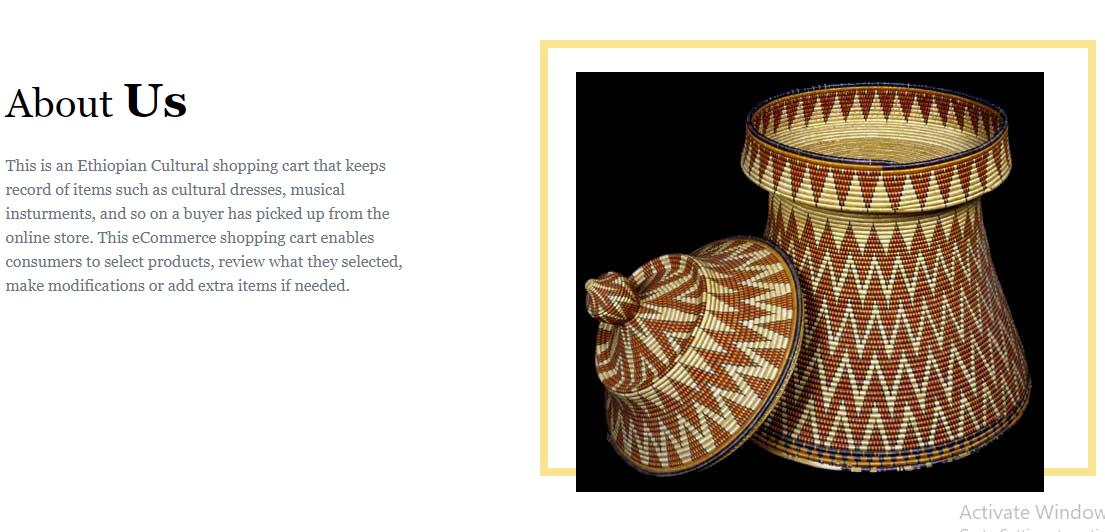 About Us
This is an Ethiopian Cultural shopping cart that keeps
record of items such as cultural dresses, musical
insturments, and so on a buyer has picked up from the
online store. This eCommerce shopping cart enables
consumers to select products, review what they selected,
make modifications or add extra items if needed.
Activate Window